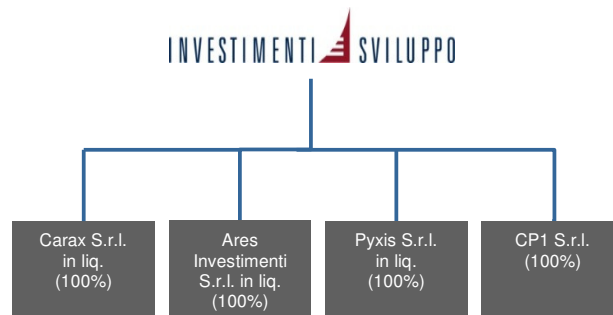 INVESTIMENTI SVILUPPO
Carax S.r.l.
in liq.
(100%)
Ares
Investimenti
S.r.l. in liq.
(100%)
Pyxis S.r.l.
in liq.
(100%)
CP1 S.r.l.
(100%)